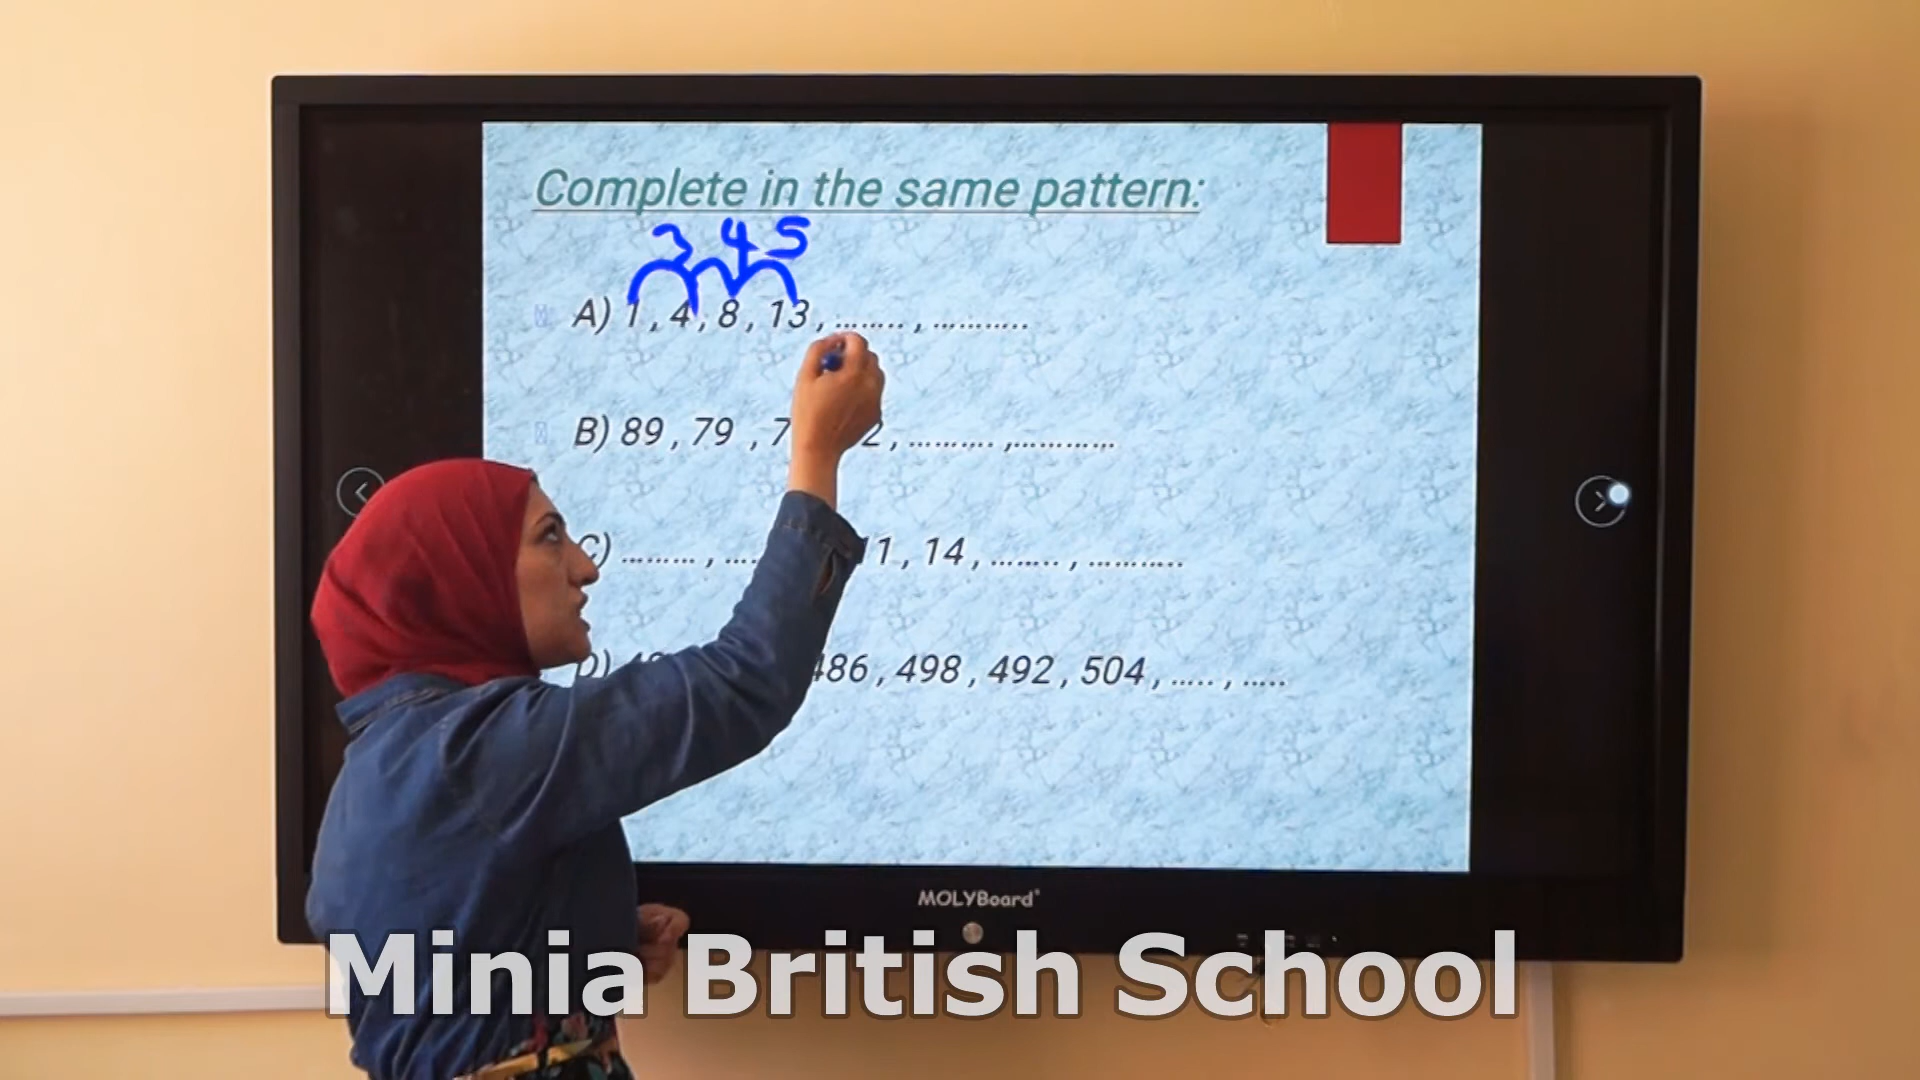 Complete in the same pattern:
3 4 5
A) 1 , 4 , 8 , 13 , ........ , ...........
B) 89 , 79 , 7 2 , .......... , ............
C) ......... , .... 11 , 14 , ........ , ...........
D) 486 , 498 , 492 , 504 , ..... , .....
MOLYBoard
Minia British School